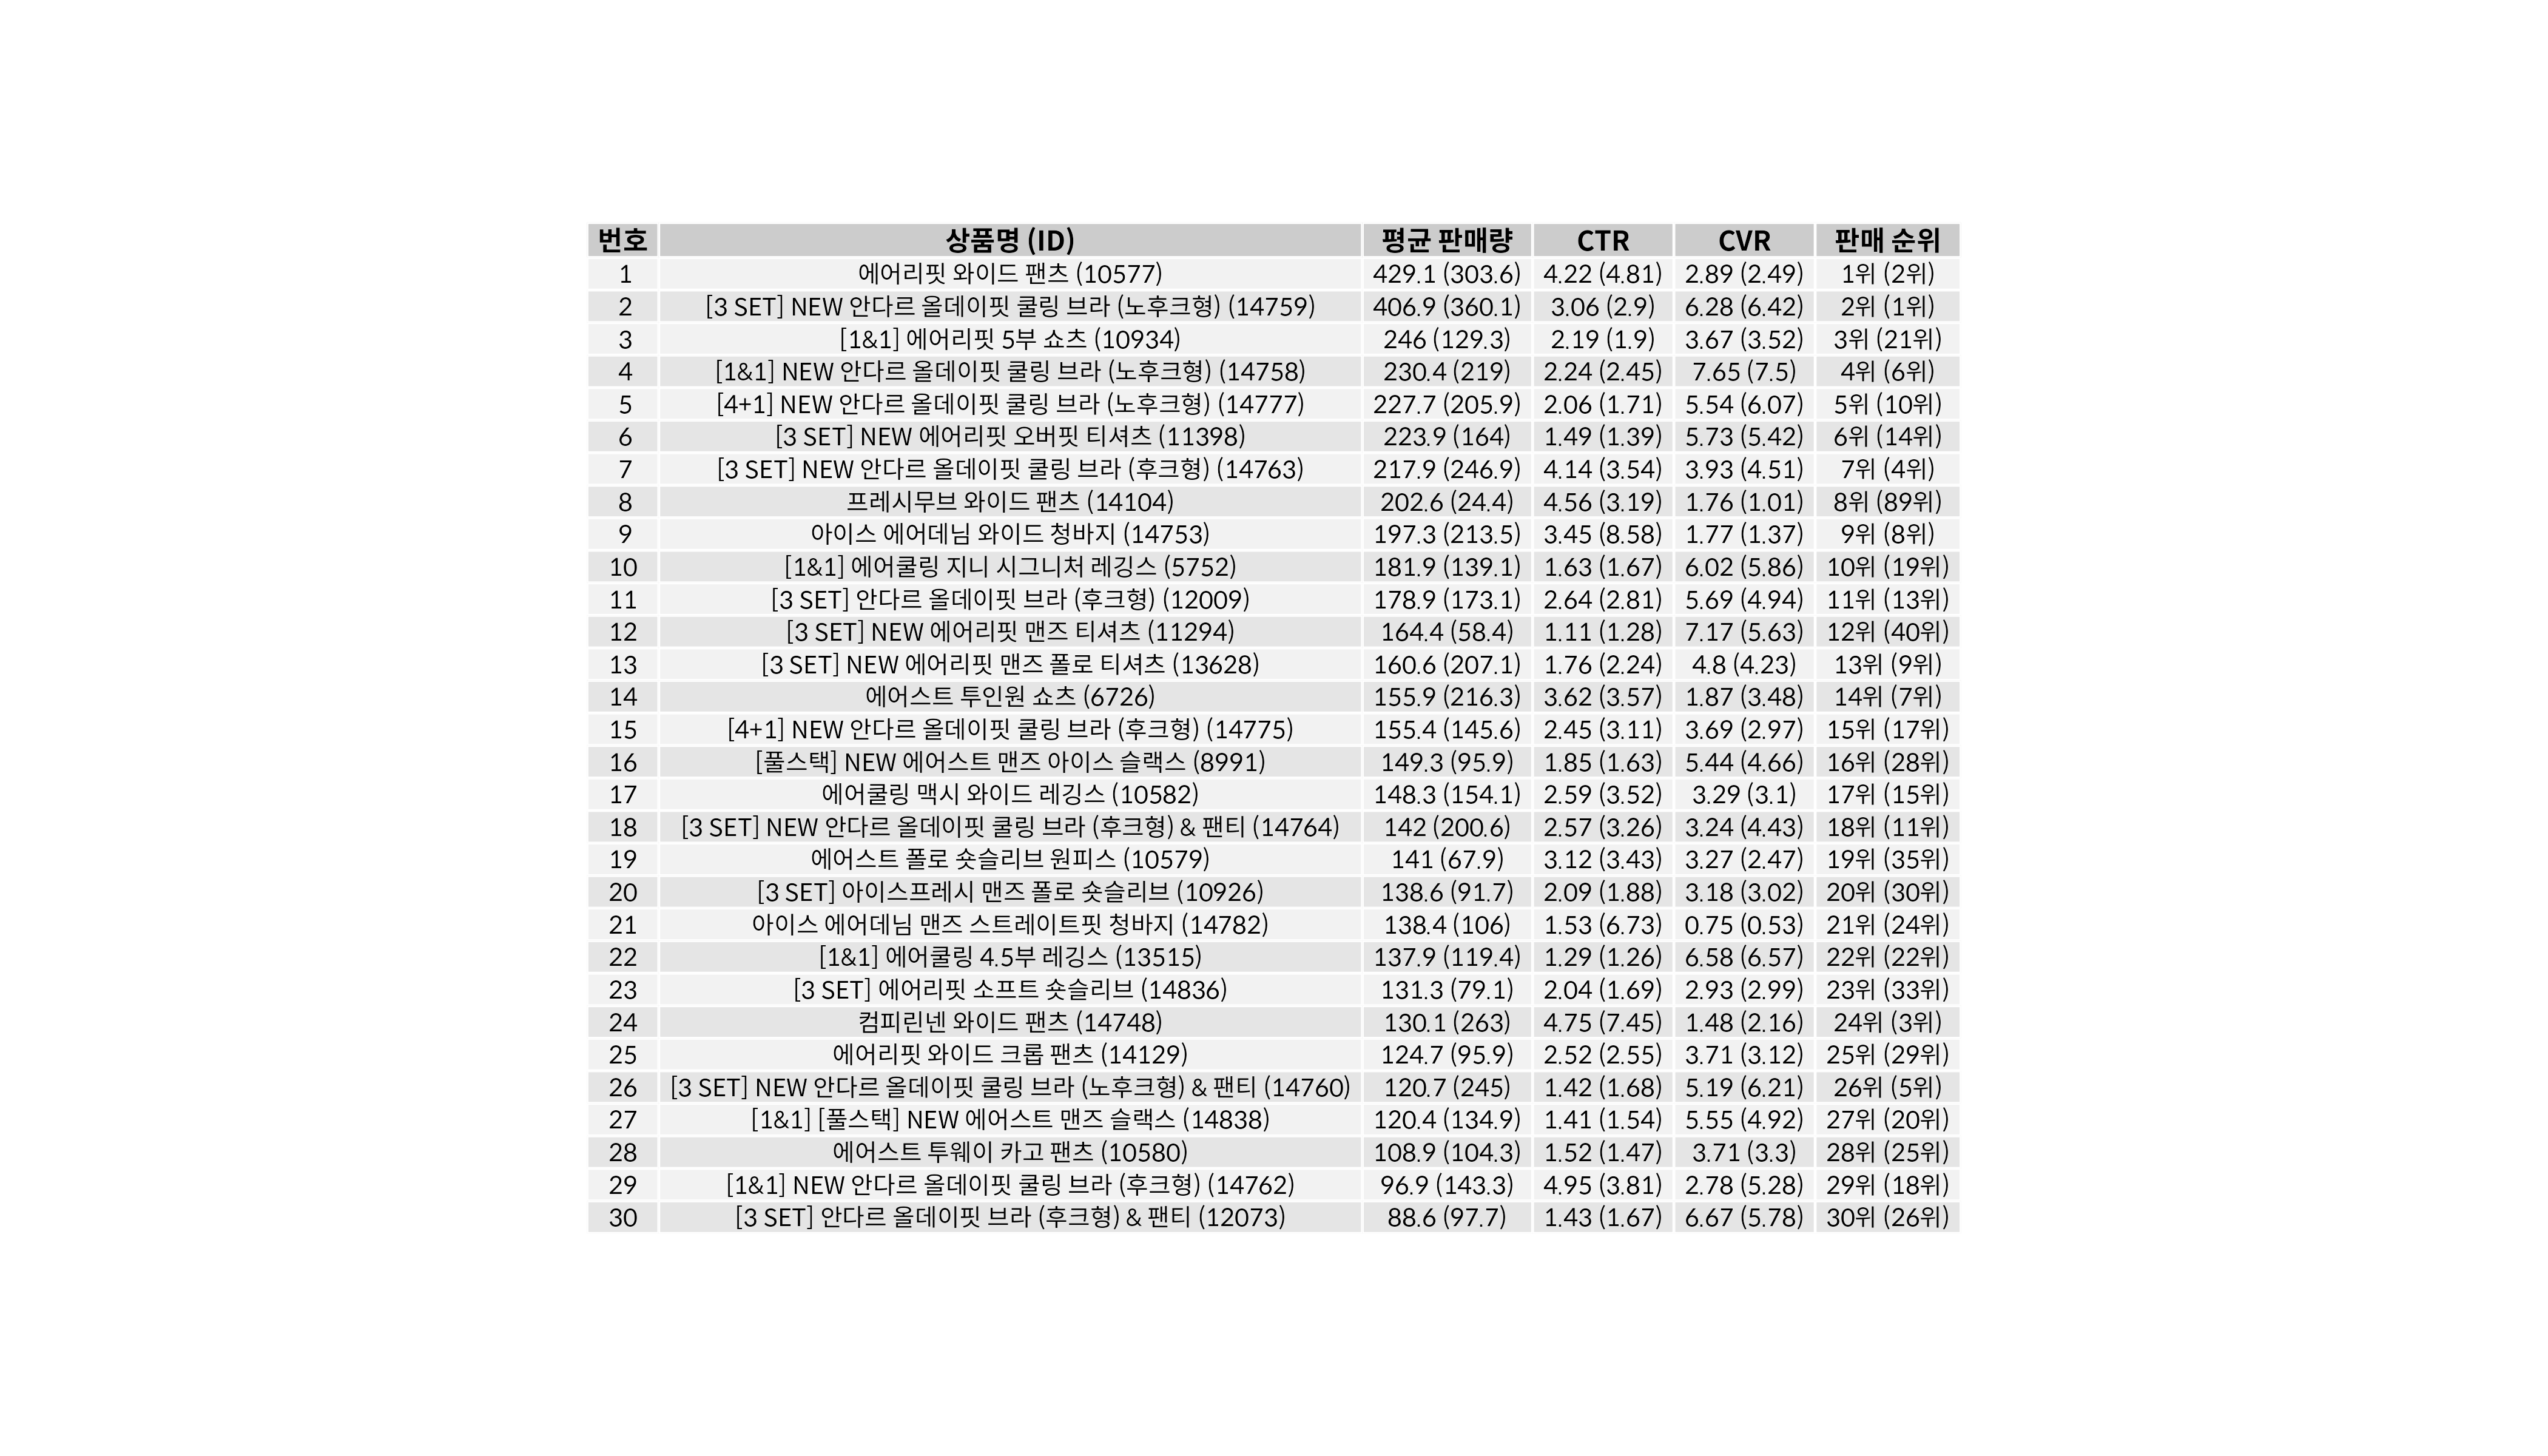 번호 상품명 (ID) 평균 판매량 CTR CVR 판매 순위
1 에어리핏 와이드 팬츠 (10577) 429.1 (303.6) 4.22 (4.81) 2.89 (2.49) 1위 (2위)
2 [3 SET] NEW 안다르 올데이핏 쿨링 브라 (노후크형) (14759) 406.9 (360.1) 3.06 (2.9) 6.28 (6.42) 2위 (1위)
3 [1&1] 에어리핏 5부 쇼츠 (10934) 246 (129.3) 2.19 (1.9) 3.67 (3.52) 3위 (21위)
4 [1&1] NEW 안다르 올데이핏 쿨링 브라 (노후크형) (14758) 230.4 (219) 2.24 (2.45) 7.65 (7.5) 4위 (6위)
5 [4+1] NEW 안다르 올데이핏 쿨링 브라 (노후크형) (14777) 227.7 (205.9) 2.06 (1.71) 5.54 (6.07) 5위 (10위)
6 [3 SET] NEW 에어리핏 오버핏 티셔츠 (11398) 223.9 (164) 1.49 (1.39) 5.73 (5.42) 6위 (14위)
7 [3 SET] NEW 안다르 올데이핏 쿨링 브라 (후크형) (14763) 217.9 (246.9) 4.14 (3.54) 3.93 (4.51) 7위 (4위)
8 프레시무브 와이드 팬츠 (14104) 202.6 (24.4) 4.56 (3.19) 1.76 (1.01) 8위 (89위)
9 아이스 에어데님 와이드 청바지 (14753) 197.3 (213.5) 3.45 (8.58) 1.77 (1.37) 9위 (8위)
10 [1&1] 에어쿨링 지니 시그니처 레깅스 (5752) 181.9 (139.1) 1.63 (1.67) 6.02 (5.86) 10위 (19위)
11 [3 SET] 안다르 올데이핏 브라 (후크형) (12009) 178.9 (173.1) 2.64 (2.81) 5.69 (4.94) 11위 (13위)
12 [3 SET] NEW 에어리핏 맨즈 티셔츠 (11294) 164.4 (58.4) 1.11 (1.28) 7.17 (5.63) 12위 (40위)
13 [3 SET] NEW 에어리핏 맨즈 폴로 티셔츠 (13628) 160.6 (207.1) 1.76 (2.24) 4.8 (4.23) 13위 (9위)
14 에어스트 투인원 쇼츠 (6726) 155.9 (216.3) 3.62 (3.57) 1.87 (3.48) 14위 (7위)
15 [4+1] NEW 안다르 올데이핏 쿨링 브라 (후크형) (14775) 155.4 (145.6) 2.45 (3.11) 3.69 (2.97) 15위 (17위)
16 [풀스택] NEW 에어스트 맨즈 아이스 슬랙스 (8991) 149.3 (95.9) 1.85 (1.63) 5.44 (4.66) 16위 (28위)
17 에어쿨링 맥시 와이드 레깅스 (10582) 148.3 (154.1) 2.59 (3.52) 3.29 (3.1) 17위 (15위)
18 [3 SET] NEW 안다르 올데이핏 쿨링 브라 (후크형) & 팬티 (14764) 142 (200.6) 2.57 (3.26) 3.24 (4.43) 18위 (11위)
19 에어스트 폴로 숏슬리브 원피스 (10579) 141 (67.9) 3.12 (3.43) 3.27 (2.47) 19위 (35위)
20 [3 SET] 아이스프레시 맨즈 폴로 숏슬리브 (10926) 138.6 (91.7) 2.09 (1.88) 3.18 (3.02) 20위 (30위)
21 아이스 에어데님 맨즈 스트레이트핏 청바지 (14782) 138.4 (106) 1.53 (6.73) 0.75 (0.53) 21위 (24위)
22 [1&1] 에어쿨링 4.5부 레깅스 (13515) 137.9 (119.4) 1.29 (1.26) 6.58 (6.57) 22위 (22위)
23 [3 SET] 에어리핏 소프트 숏슬리브 (14836) 131.3 (79.1) 2.04 (1.69) 2.93 (2.99) 23위 (33위)
24 컴피린넨 와이드 팬츠 (14748) 130.1 (263) 4.75 (7.45) 1.48 (2.16) 24위 (3위)
25 에어리핏 와이드 크롭 팬츠 (14129) 124.7 (95.9) 2.52 (2.55) 3.71 (3.12) 25위 (29위)
26 [3 SET] NEW 안다르 올데이핏 쿨링 브라 (노후크형) & 팬티 (14760) 120.7 (245) 1.42 (1.68) 5.19 (6.21) 26위 (5위)
27 [1&1] [풀스택] NEW 에어스트 맨즈 슬랙스 (14838) 120.4 (134.9) 1.41 (1.54) 5.55 (4.92) 27위 (20위)
28 에어스트 투웨이 카고 팬츠 (10580) 108.9 (104.3) 1.52 (1.47) 3.71 (3.3) 28위 (25위)
29 [1&1] NEW 안다르 올데이핏 쿨링 브라 (후크형) (14762) 96.9 (143.3) 4.95 (3.81) 2.78 (5.28) 29위 (18위)
30 [3 SET] 안다르 올데이핏 브라 (후크형) & 팬티 (12073) 88.6 (97.7) 1.43 (1.67) 6.67 (5.78) 30위 (26위)